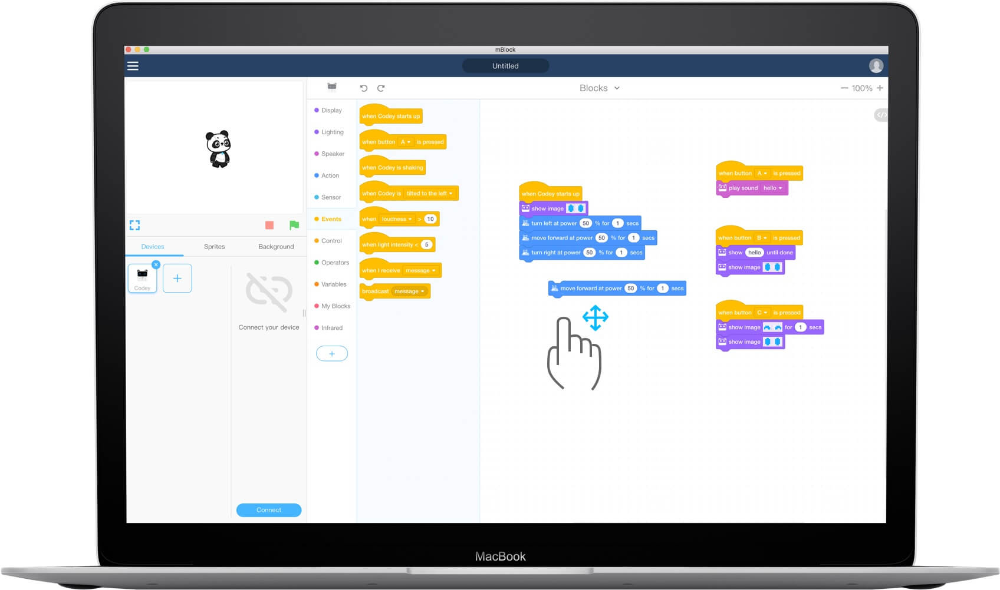 mBlock
Untitled
Blocks
100%
Devices
Sprites
Background
Codey
Connect your device
Connect
Display
Lighting
Speaker
Action
Sensor
Events
Control
Operators
Variables
My Blocks
Infrared
when Codey starts up
when button A is pressed
when Codey is shaking
when Codey is tilted to the left
when loudness > 10
when light intensity < 5
when I receive message
broadcast message
when Codey starts up
show image
turn left at power 50 % for 1 secs
move forward at power 50 % for 1 secs
turn right at power 50 % for 1 secs
move forward at power 50 % for 1 secs
when button A is pressed
play sound hello
when button B is pressed
show hello until done
show image
when button C is pressed
show image for 1 secs
show image
MacBook